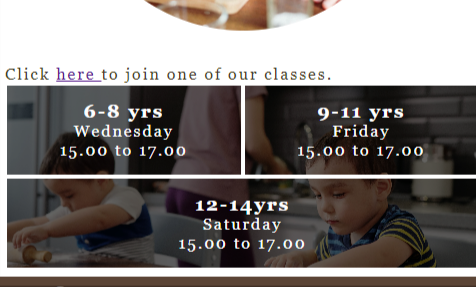 Click here to join one of our classes.
6-8 yrs
Wednesday
15.00 to 17.00
9-11 yrs
Friday
15.00 to 17.00
12-14yrs
Saturday
15.00 to 17.00